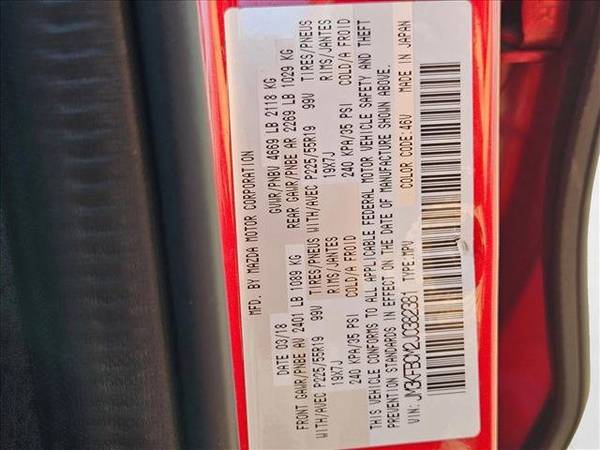 MFD. BY MAZDA MOTOR CORPORATION
DATE 03/18 GVWR/PNBV 4669 LB 2118 KG
FRONT GAWR/PNBE AV 2401 LB 1089 KG REAR GAWR/PNBE AR 2269 LB 1029 KG
WITH/AVEC P225/55R19 99V TIRES/PNEUS WITH/AVEC P225/55R19 99V TIRES/PNEUS
19X7J RIMS/JANTES 19X7J RIMS/JANTES
240 KPA/35 PSI COLD/A FROID 240 KPA/35 PSI COLD/A FROID
THIS VEHICLE CONFORMS TO ALL APPLICABLE FEDERAL MOTOR VEHICLE SAFETY AND THEFT
PREVENTION STANDARDS IN EFFECT ON THE DATE OF MANUFACTURE SHOWN ABOVE.
VIN: JM3KFBCMXJ0322381 TYPE:MPV COLOR CODE:46V MADE IN JAPAN